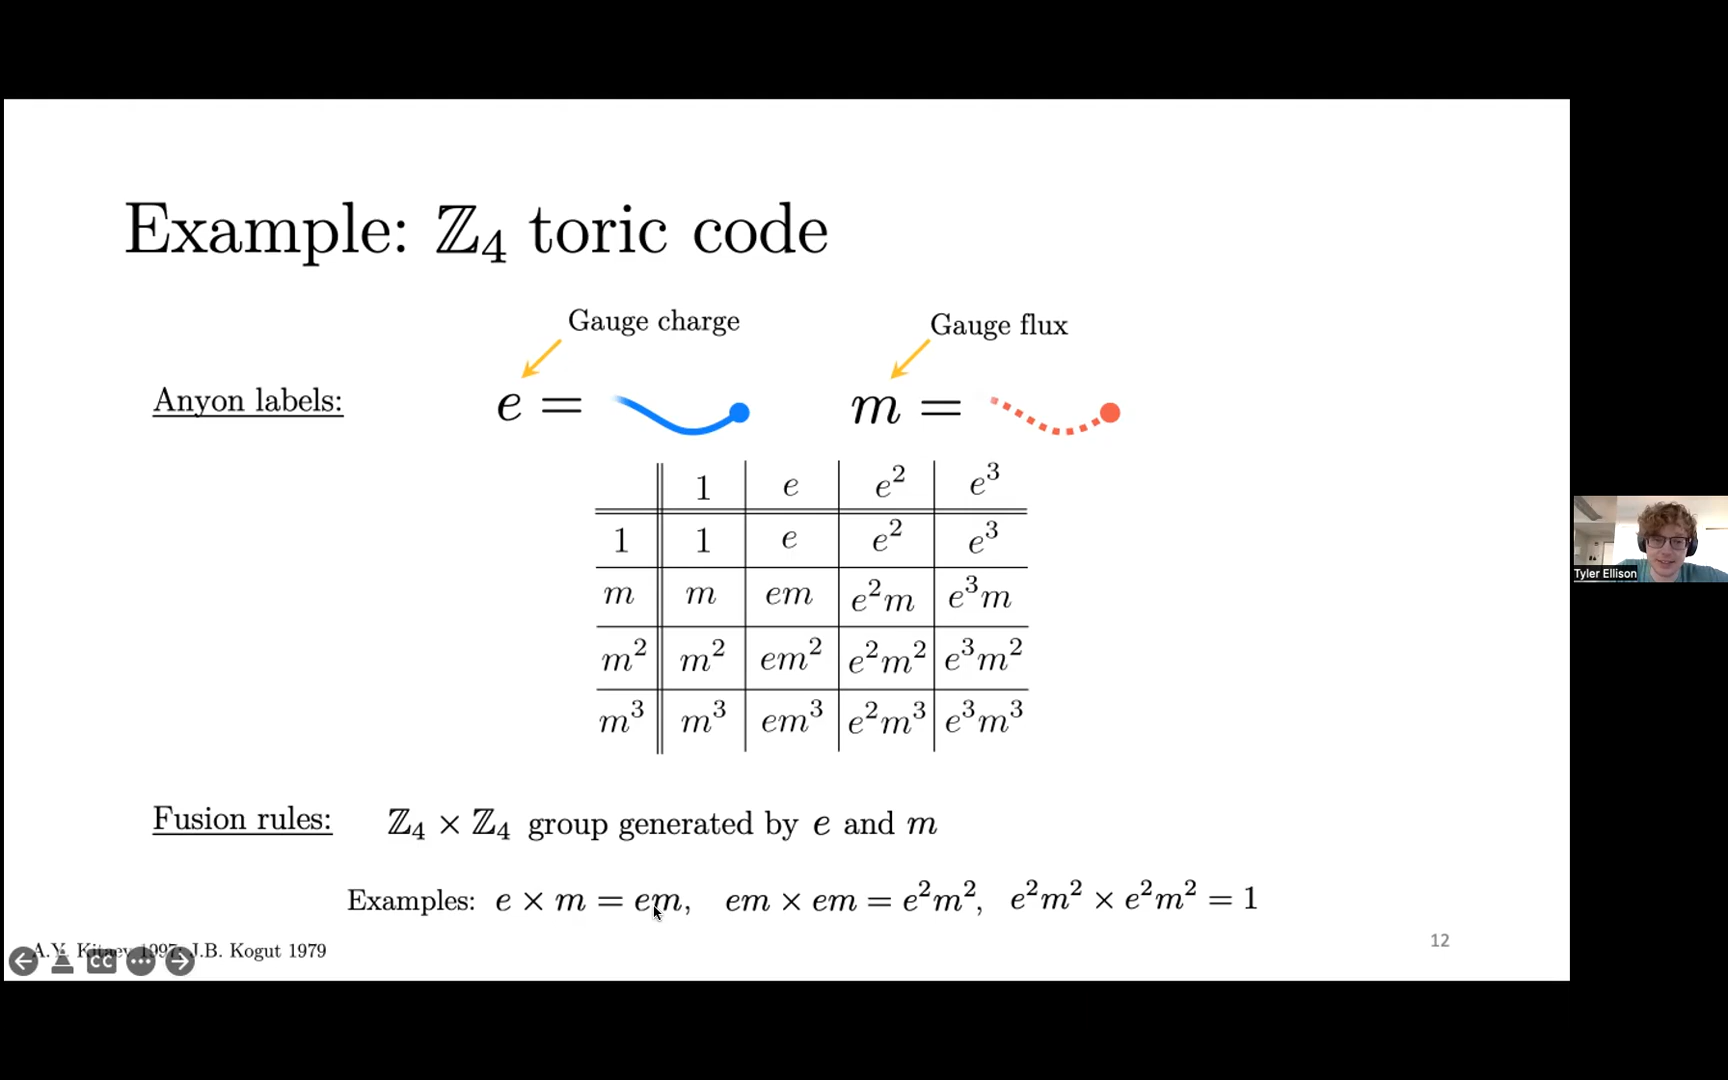 Example: ℤ₄ toric code
Gauge charge
Gauge flux
Anyon labels:
e =
m =
1 e e² e³
1 1 e e² e³
m m em e²m e³m
m² m² em² e²m² e³m²
m³ m³ em³ e²m³ e³m³
Fusion rules: ℤ₄ × ℤ₄ group generated by e and m
Examples: e × m = em, em × em = e²m², e²m² × e²m² = 1
A.Y. Kitaev 1997; J.B. Kogut 1979
CC
12
Tyler Ellison